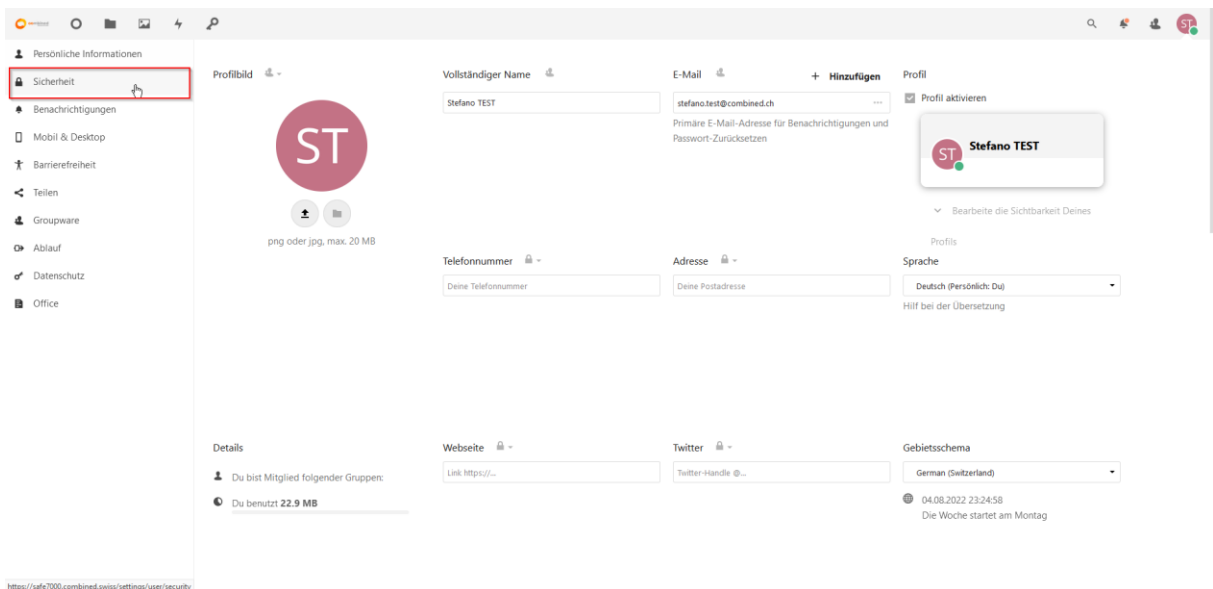 Persönliche Informationen
Sicherheit
Benachrichtigungen
Mobil & Desktop
Barrierefreiheit
Teilen
Groupware
Ablauf
Datenschutz
Office
Profilbild
ST
png oder jpg, max. 20 MB
Vollständiger Name
Stefano TEST
E-Mail
+ Hinzufügen
stefano.test@combined.ch
Primäre E-Mail-Adresse für Benachrichtigungen und
Passwort-Zurücksetzen
Profil
Profil aktivieren
ST
Stefano TEST
Bearbeite die Sichtbarkeit Deines
Profils
Telefonnummer
Deine Telefonnummer
Adresse
Deine Postadresse
Sprache
Deutsch (Persönlich: Du)
Hilf bei der Übersetzung
Details
Du bist Mitglied folgender Gruppen:
Du benutzt 22.9 MB
Webseite
Link https://...
Twitter
Twitter-Handle @...
Gebietsschema
German (Switzerland)
04.08.2022 23:24:58
Die Woche startet am Montag
ST
https://safe7000.combined.swiss/settings/user/security